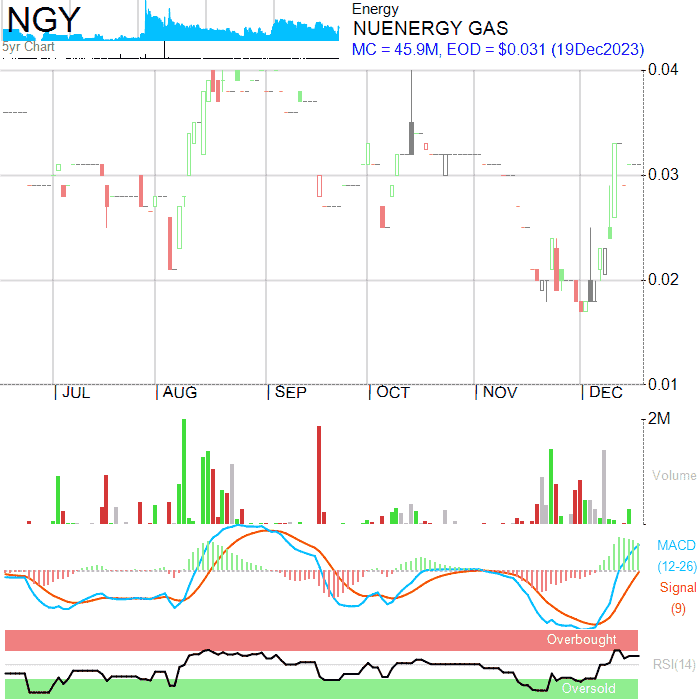 NGY
5yr Chart
Energy
NUENERGY GAS
MC = 45.9M, EOD = $0.031 (19Dec2023)
0.04
0.03
0.02
0.01
JUL AUG SEP OCT NOV DEC
2M
Volume
MACD
(12-26)
Signal
(9)
Overbought
RSI(14)
Oversold